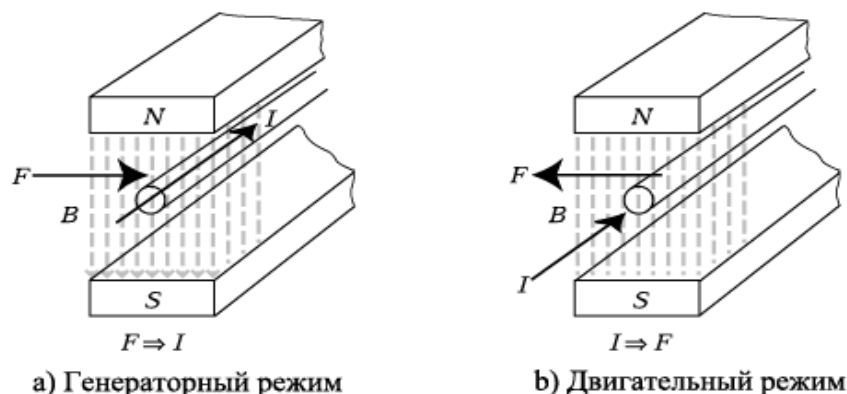 N
I
F
B
S
F ⇒ I
а) Генераторный режим
N
F
B
I
S
I ⇒ F
b) Двигательный режим